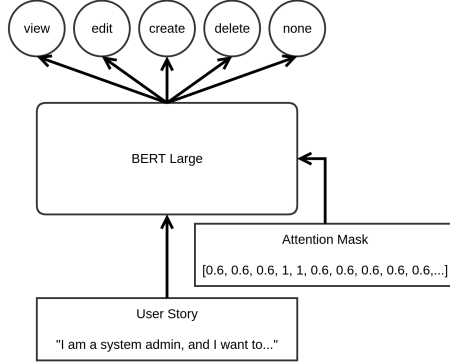 view edit create delete none
BERT Large
Attention Mask
[0.6, 0.6, 0.6, 1, 1, 0.6, 0.6, 0.6, 0.6, 0.6,...]
User Story
"I am a system admin, and I want to..."